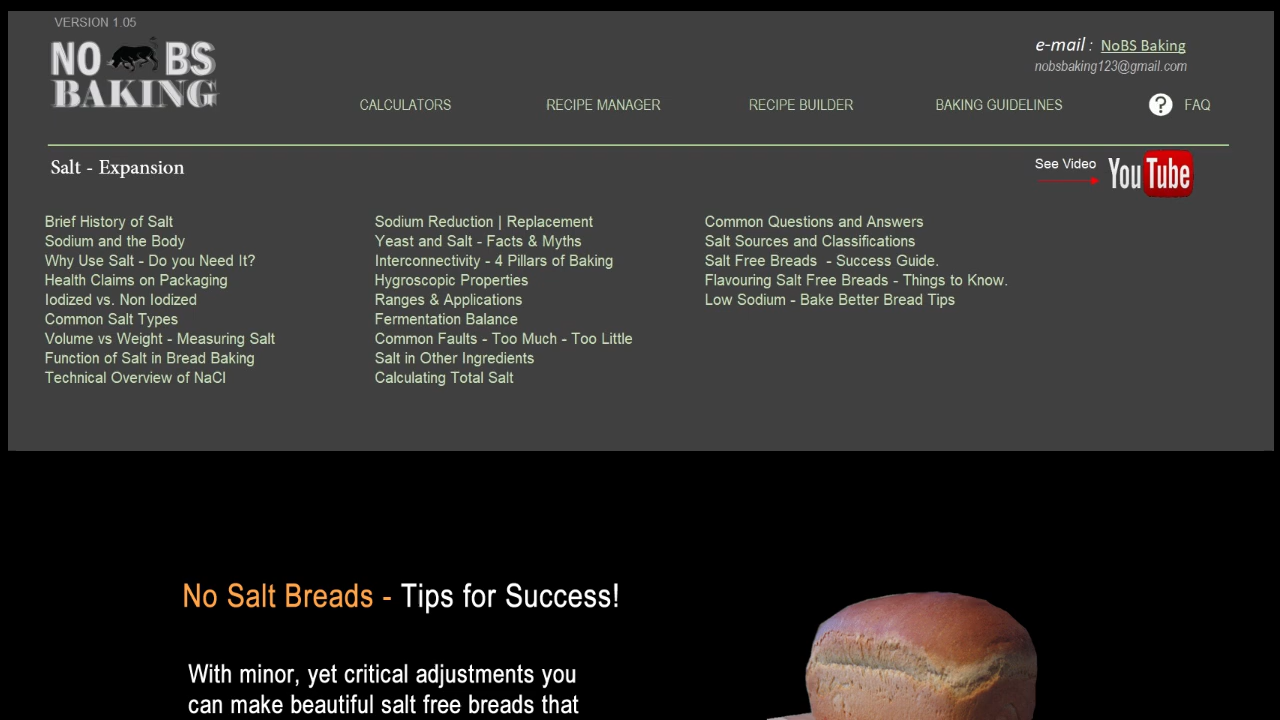 VERSION 1.05
NO BS
BAKING
e-mail : NoBS Baking
nobsbaking123@gmail.com
CALCULATORS RECIPE MANAGER RECIPE BUILDER BAKING GUIDELINES ? FAQ
Salt - Expansion
See Video YouTube
Brief History of Salt
Sodium and the Body
Why Use Salt - Do you Need It?
Health Claims on Packaging
Iodized vs. Non Iodized
Common Salt Types
Volume vs Weight - Measuring Salt
Function of Salt in Bread Baking
Technical Overview of NaCl
Sodium Reduction | Replacement
Yeast and Salt - Facts & Myths
Interconnectivity - 4 Pillars of Baking
Hygroscopic Properties
Ranges & Applications
Fermentation Balance
Common Faults - Too Much - Too Little
Salt in Other Ingredients
Calculating Total Salt
Common Questions and Answers
Salt Sources and Classifications
Salt Free Breads - Success Guide.
Flavouring Salt Free Breads - Things to Know.
Low Sodium - Bake Better Bread Tips
No Salt Breads - Tips for Success!
With minor, yet critical adjustments you
can make beautiful salt free breads that